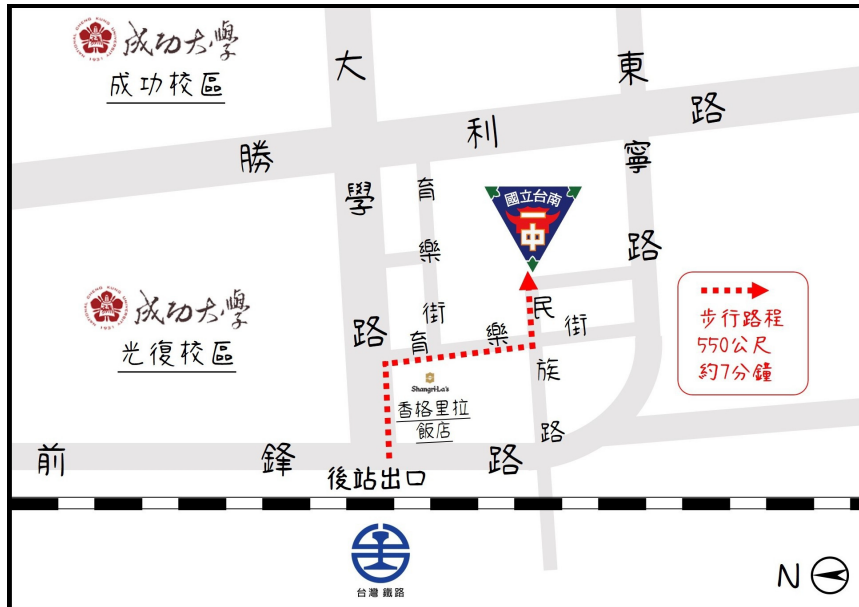 成功大學
成功校區
大學路
東寧路
勝利路
國立台南
一中
育樂街
成功大學
光復校區
民族路
育樂街
步行路程
550公尺
約7分鐘
Shangri-La's
香格里拉
飯店
前鋒路
後站出口
台灣鐵路
N